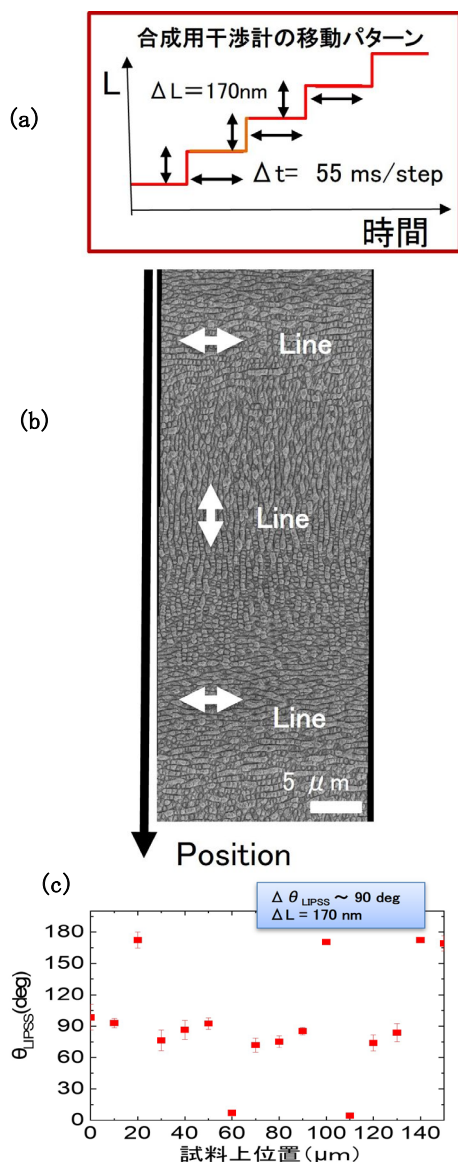 (a)
合成用干渉計の移動パターン
L
ΔL＝170nm
Δt= 55 ms/step
時間
(b)
Line
Line
Line
5 μm
Position
(c)
Δ θ LIPSS ~ 90 deg
ΔL = 170 nm
θLIPSS(deg)
180
150
120
90
60
30
0
0 20 40 60 80 100 120 140
試料上位置(μm)